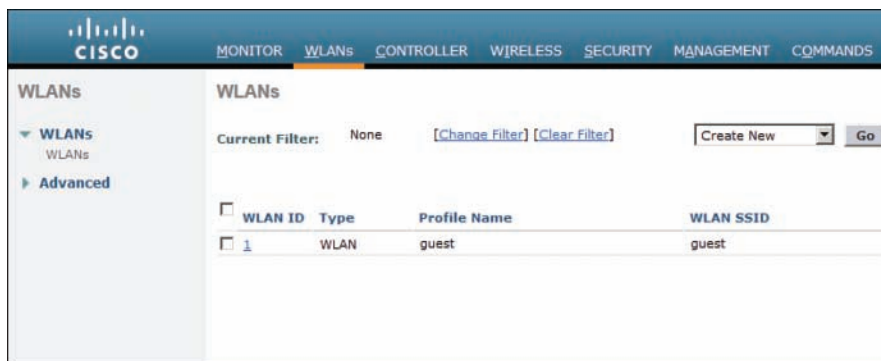 CISCO
MONITOR WLANs CONTROLLER WIRELESS SECURITY MANAGEMENT COMMANDS
WLANs
WLANs
WLANs
Advanced
WLANs
Current Filter: None [Change Filter] [Clear Filter] Create New Go
WLAN ID Type Profile Name WLAN SSID
1 WLAN guest guest